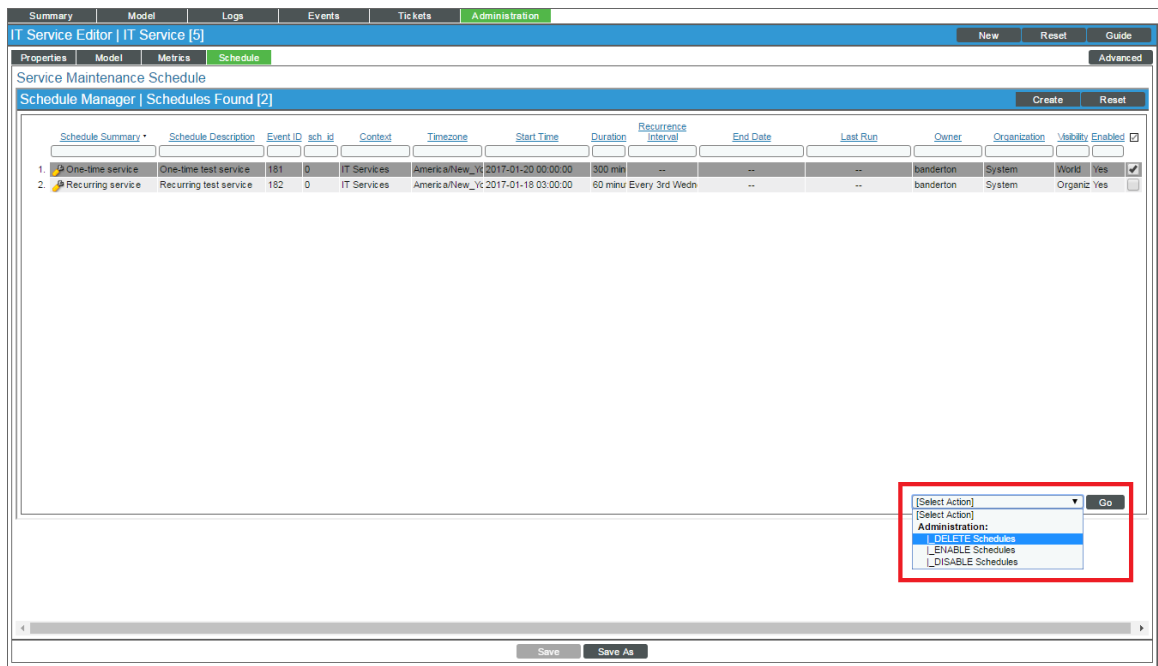 Summary Model Logs Events Tickets Administration
IT Service Editor | IT Service [5] New Reset Guide
Properties Model Metrics Schedule Advanced
Service Maintenance Schedule
Schedule Manager | Schedules Found [2] Create Reset
Schedule Summary Schedule Description Event ID sch_id Context Timezone Start Time Duration Recurrence Interval End Date Last Run Owner Organization Visibility Enabled
1. One-time service One-time test service 181 0 IT Services America/New_Yc 2017-01-20 00:00:00 300 min -- -- -- banderton System World Yes
2. Recurring service Recurring test service 182 0 IT Services America/New_Yc 2017-01-18 03:00:00 60 minu Every 3rd Wedn -- -- banderton System Organiz Yes
[Select Action] Go
[Select Action]
Administration:
|_DELETE Schedules
|_ENABLE Schedules
|_DISABLE Schedules
Save Save As